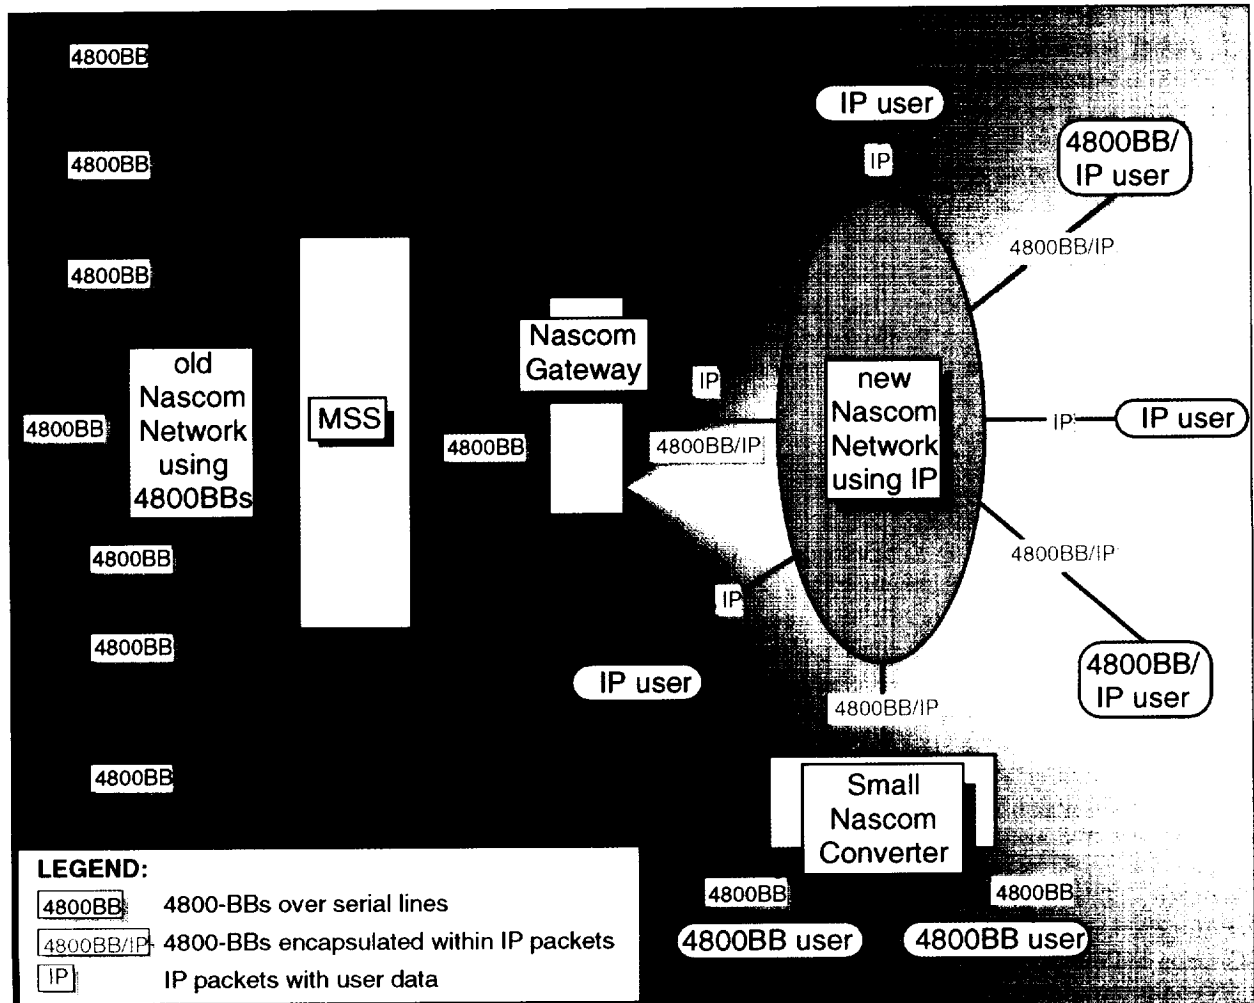 4800BB
IP user
4800BB/
IP user
IP
4800BB
4800BB/IP
4800BB
Nascom
Gateway
old
Nascom
Network
using
4800BBs
MSS
IP
new
Nascom
Network
using IP
4800BB
4800BB
4800BB/IP
IP
IP user
4800BB
4800BB/IP
IP
4800BB
IP user
4800BB/
IP user
4800BB/IP
4800BB
Small
Nascom
Converter
4800BB
4800BB
4800BB user
4800BB user
LEGEND:
4800BB 4800-BBs over serial lines
4800BB/IP 4800-BBs encapsulated within IP packets
IP IP packets with user data